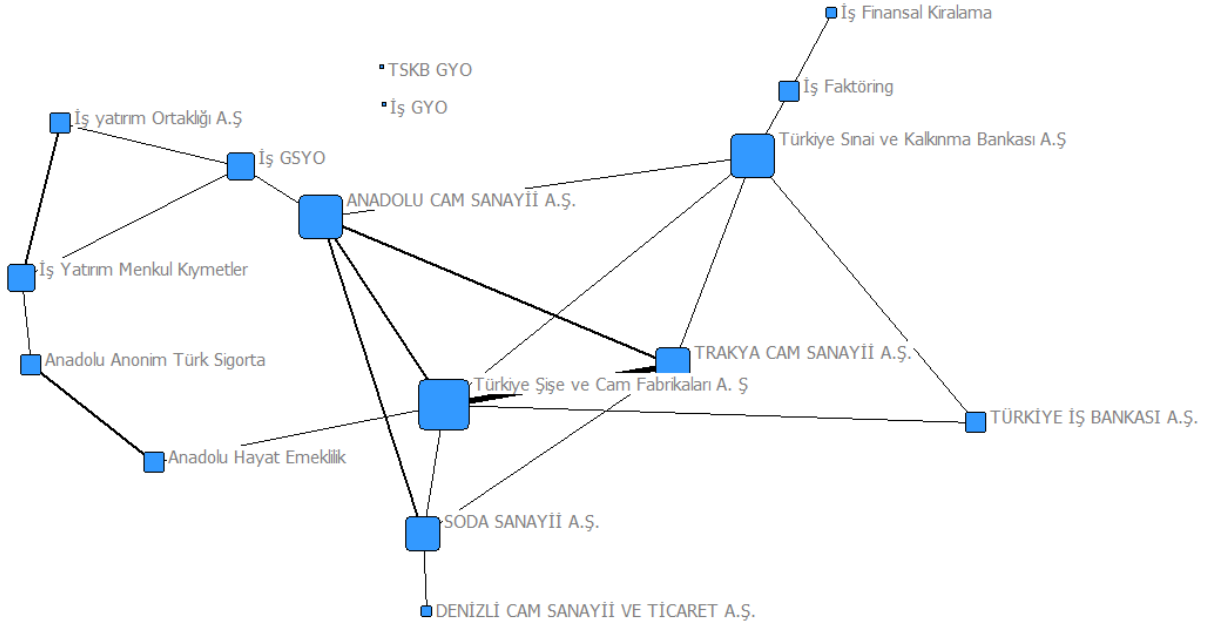 İş Finansal Kiralama
TSKB GYO
İş Faktöring
İş GYO
İş yatırım Ortaklığı A.Ş
Türkiye Sınai ve Kalkınma Bankası A.Ş
İş GSYO
ANADOLU CAM SANAYİİ A.Ş.
İş Yatırım Menkul Kıymetler
TRAKYA CAM SANAYİİ A.Ş.
Anadolu Anonim Türk Sigorta
Türkiye Şişe ve Cam Fabrikaları A. Ş
TÜRKİYE İŞ BANKASI A.Ş.
Anadolu Hayat Emeklilik
SODA SANAYİİ A.Ş.
DENİZLİ CAM SANAYİİ VE TİCARET A.Ş.